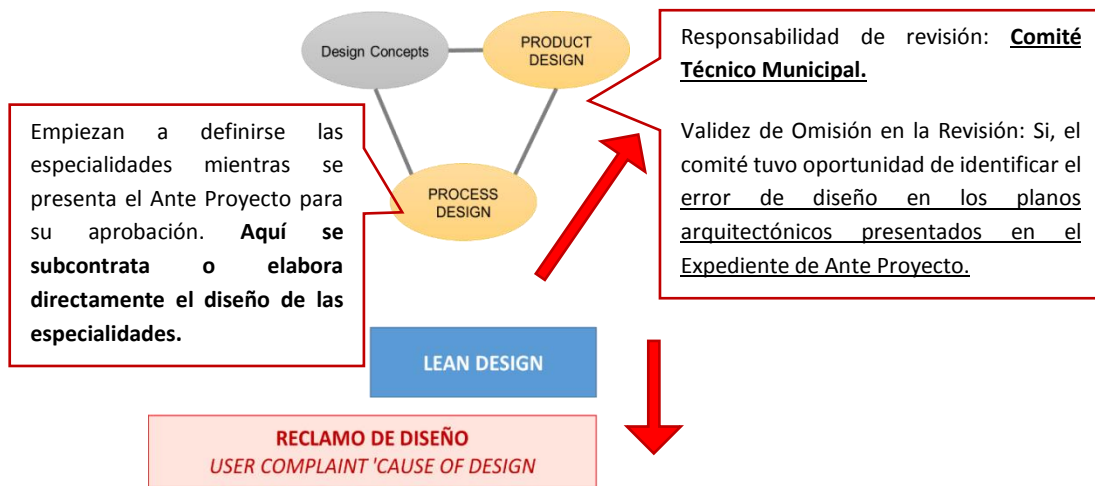 Design Concepts
PRODUCT
DESIGN
PROCESS
DESIGN
Empiezan a definirse las
especialidades mientras se
presenta el Ante Proyecto para
su aprobación. Aquí se
subcontrata o elabora
directamente el diseño de las
especialidades.
Responsabilidad de revisión: Comité
Técnico Municipal.
Validez de Omisión en la Revisión: Si, el
comité tuvo oportunidad de identificar el
error de diseño en los planos
arquitectónicos presentados en el
Expediente de Ante Proyecto.
LEAN DESIGN
RECLAMO DE DISEÑO
USER COMPLAINT 'CAUSE OF DESIGN